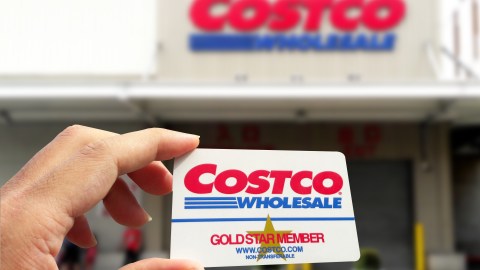 COSTCO
WHOLESALE
COSTCO
WHOLESALE
GOLD STAR MEMBER
WWW.COSTCO.COM
NON-TRANSFERABLE